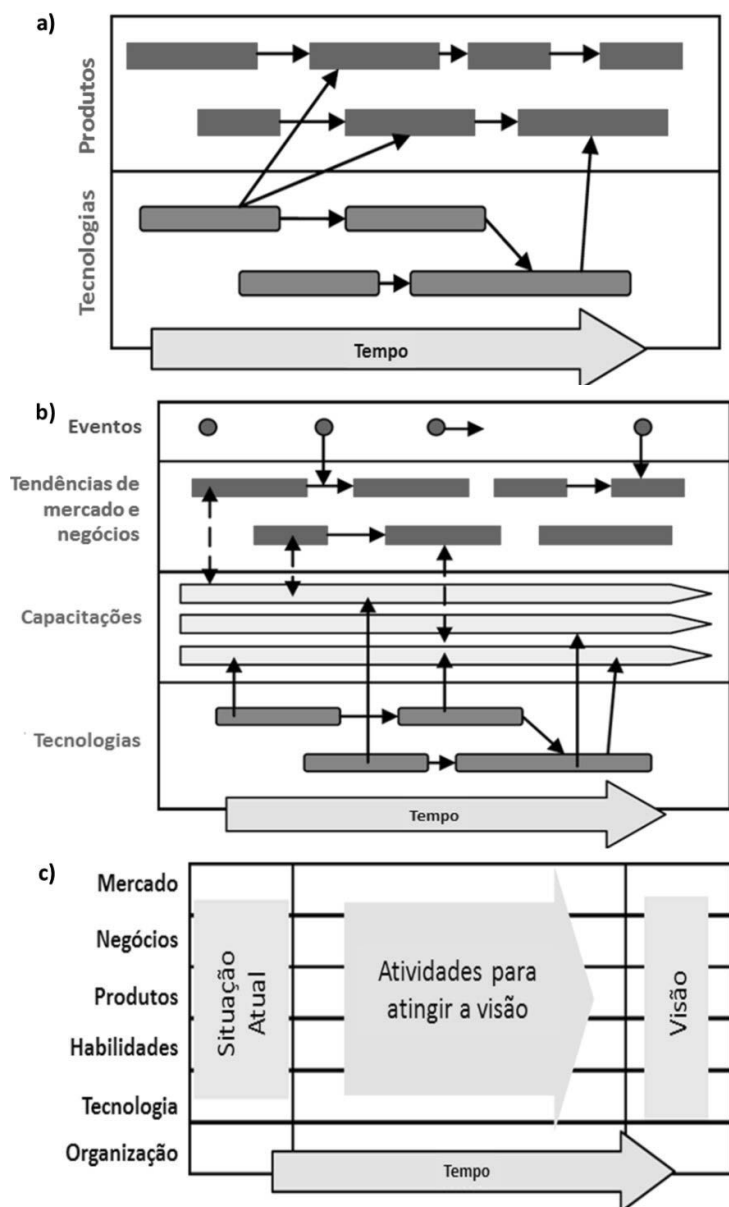 a)
Produtos
Tecnologias
Tempo
b)
Eventos
Tendências de
mercado e
negócios
Capacitações
Tecnologias
Tempo
c)
Mercado
Negócios
Produtos
Habilidades
Tecnologia
Organização
Situação
Atual
Atividades para
atingir a visão
Visão
Tempo